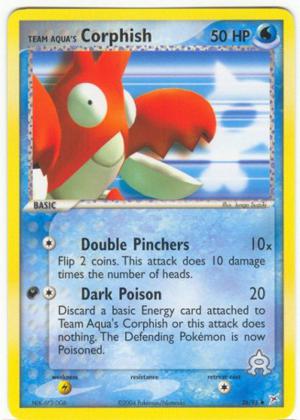 TEAM AQUA'S Corphish 50 HP
BASIC
Double Pinchers 10x
Flip 2 coins. This attack does 10 damage
times the number of heads.
Dark Poison 20
Discard a basic Energy card attached to
Team Aqua's Corphish or this attack does
nothing. The Defending Pokémon is now
Poisoned.
weakness resistance retreat cost
©2004 Pokémon/Nintendo